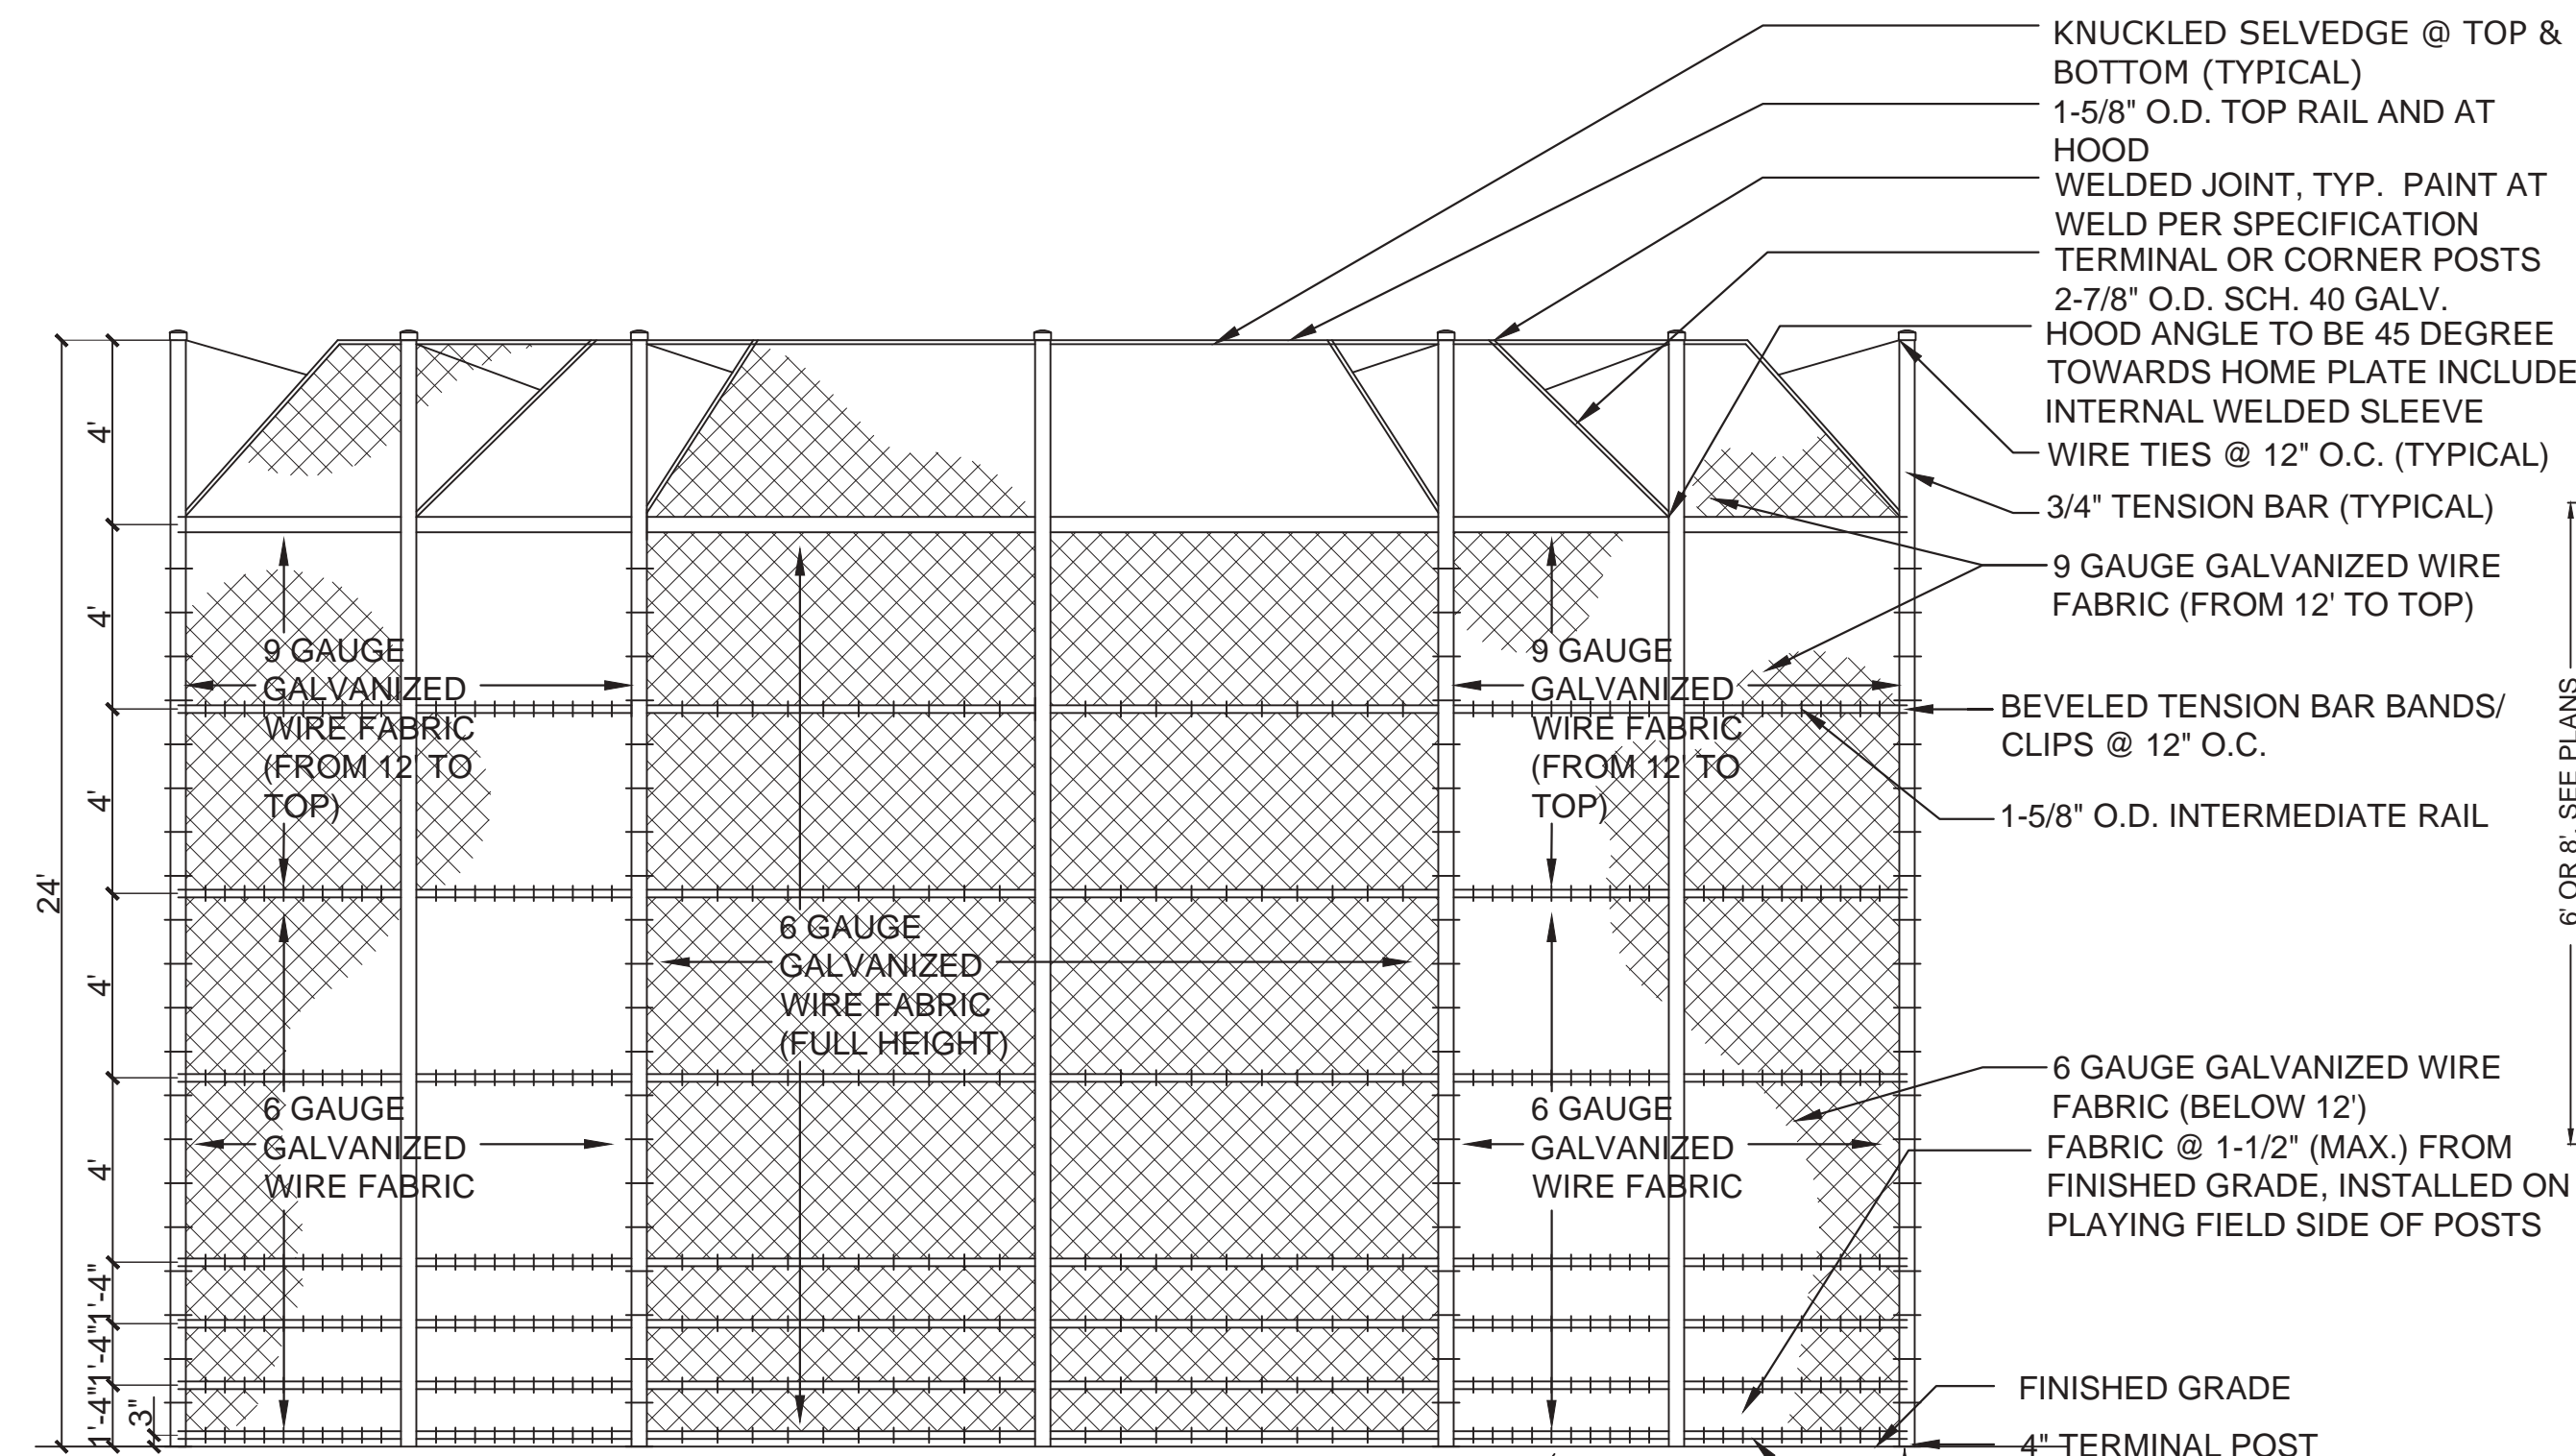 KNUCKLED SELVEDGE @ TOP &
BOTTOM (TYPICAL)
1-5/8" O.D. TOP RAIL AND AT
HOOD
WELDED JOINT, TYP. PAINT AT
WELD PER SPECIFICATION
TERMINAL OR CORNER POSTS
2-7/8" O.D. SCH. 40 GALV.
HOOD ANGLE TO BE 45 DEGREE
TOWARDS HOME PLATE INCLUDE
INTERNAL WELDED SLEEVE
WIRE TIES @ 12" O.C. (TYPICAL)
3/4" TENSION BAR (TYPICAL)
9 GAUGE GALVANIZED WIRE
FABRIC (FROM 12' TO TOP)
BEVELED TENSION BAR BANDS/
CLIPS @ 12" O.C.
1-5/8" O.D. INTERMEDIATE RAIL
6 GAUGE GALVANIZED WIRE
FABRIC (BELOW 12')
FABRIC @ 1-1/2" (MAX.) FROM
FINISHED GRADE, INSTALLED ON
PLAYING FIELD SIDE OF POSTS
FINISHED GRADE
4" TERMINAL POST
6' OR 8', SEE PLANS
24'
4'
4'
4'
4'
4'
1'-4"
1'-4"
1'-4"
3"
9 GAUGE
GALVANIZED
WIRE FABRIC
(FROM 12' TO
TOP)
6 GAUGE
GALVANIZED
WIRE FABRIC
6 GAUGE
GALVANIZED
WIRE FABRIC
(FULL HEIGHT)
9 GAUGE
GALVANIZED
WIRE FABRIC
(FROM 12' TO
TOP)
6 GAUGE
GALVANIZED
WIRE FABRIC